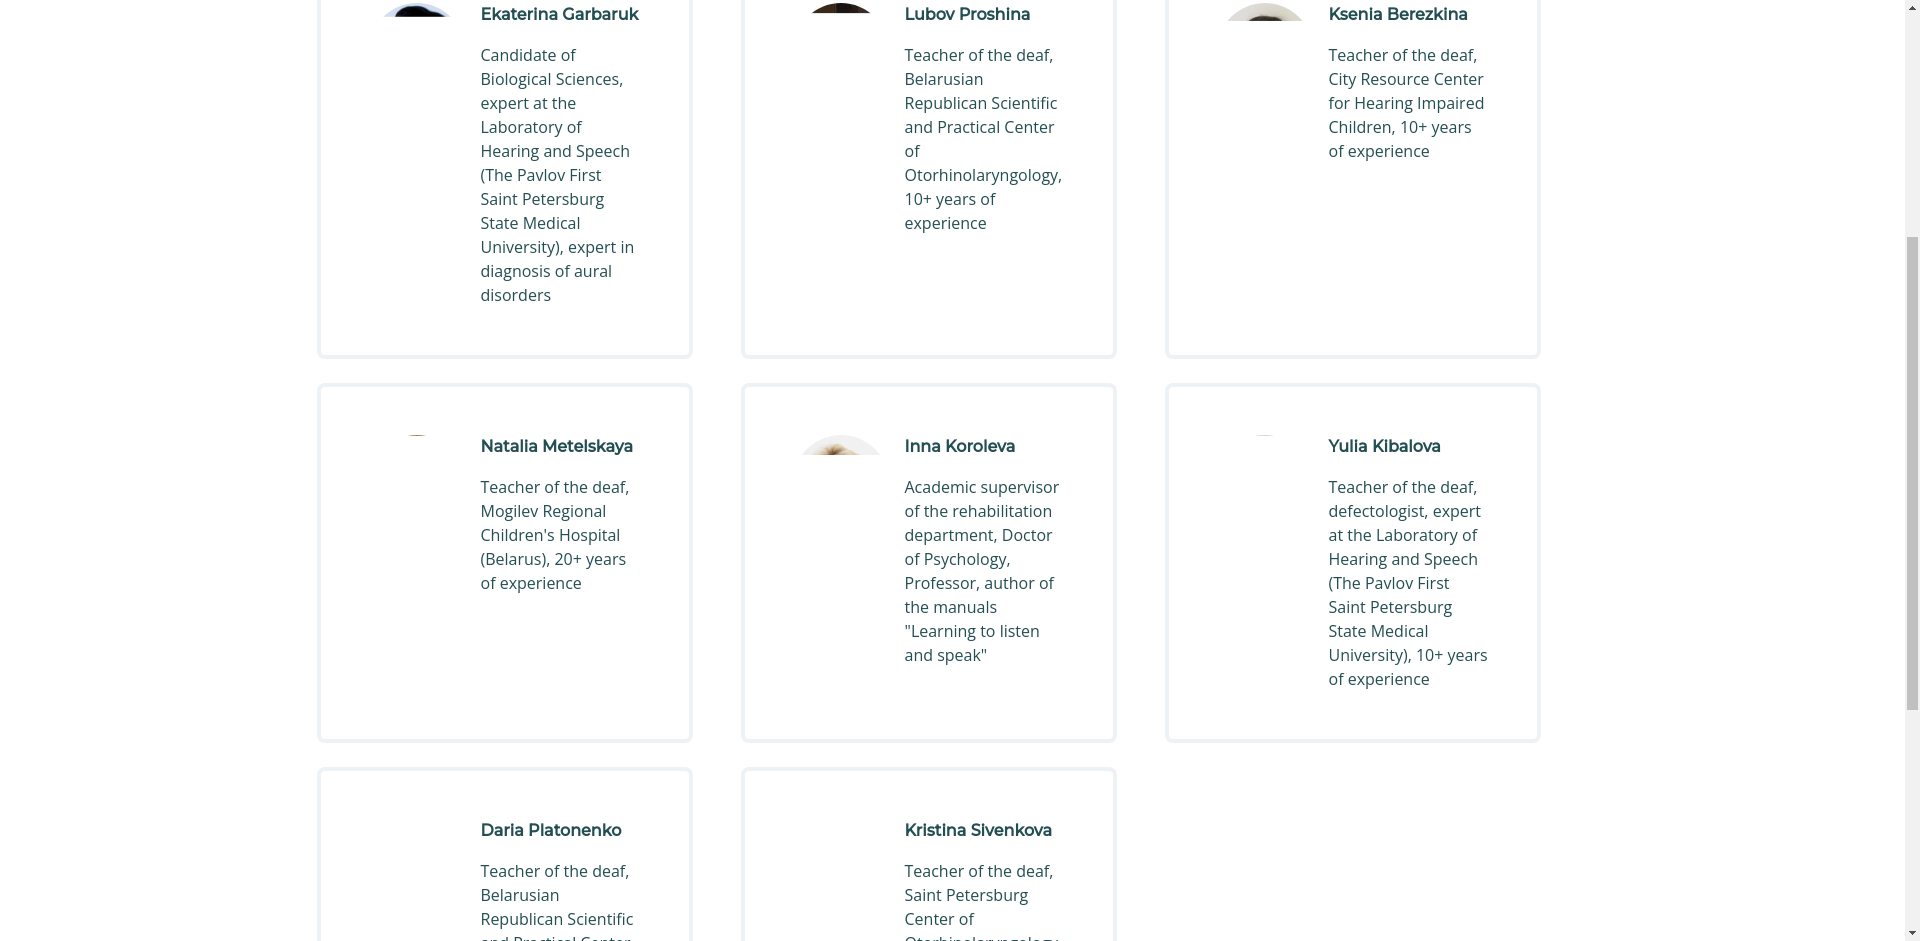 Ekaterina Garbaruk
Candidate of
Biological Sciences,
expert at the
Laboratory of
Hearing and Speech
(The Pavlov First
Saint Petersburg
State Medical
University), expert in
diagnosis of aural
disorders
Lubov Proshina
Teacher of the deaf,
Belarusian
Republican Scientific
and Practical Center
of
Otorhinolaryngology,
10+ years of
experience
Ksenia Berezkina
Teacher of the deaf,
City Resource Center
for Hearing Impaired
Children, 10+ years
of experience
Natalia Metelskaya
Teacher of the deaf,
Mogilev Regional
Children's Hospital
(Belarus), 20+ years
of experience
Inna Koroleva
Academic supervisor
of the rehabilitation
department, Doctor
of Psychology,
Professor, author of
the manuals
"Learning to listen
and speak"
Yulia Kibalova
Teacher of the deaf,
defectologist, expert
at the Laboratory of
Hearing and Speech
(The Pavlov First
Saint Petersburg
State Medical
University), 10+ years
of experience
Daria Platonenko
Teacher of the deaf,
Belarusian
Republican Scientific
and Practical Center
Kristina Sivenkova
Teacher of the deaf,
Saint Petersburg
Center of
Otorhinolaryngology